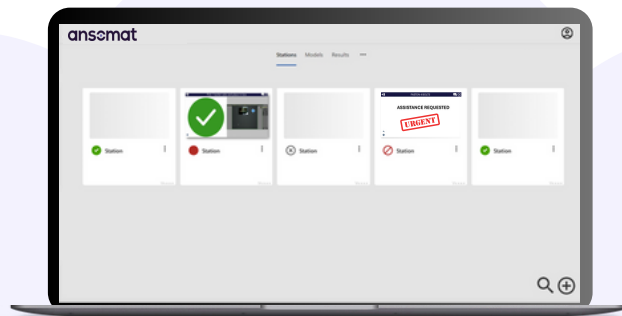 ansomat
Stations Models Results
ASSISTANCE REQUESTED
URGENT
Station
Station
Station
Station
Station